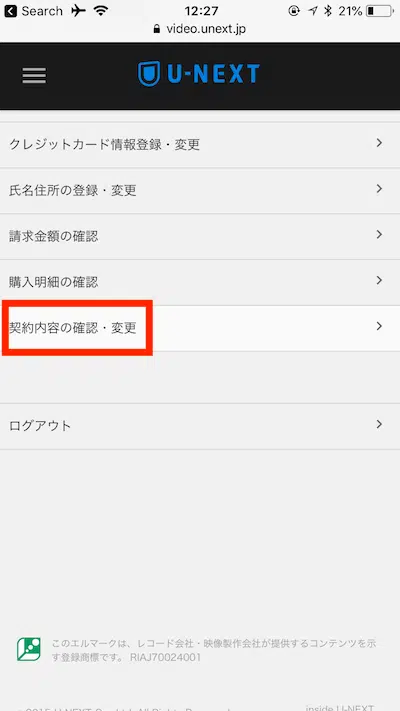 Search 12:27 21%
video.unext.jp
U-NEXT
クレジットカード情報登録・変更
氏名住所の登録・変更
請求金額の確認
購入明細の確認
契約内容の確認・変更
ログアウト
このエルマークは、レコード会社・映像製作会社が提供するコンテンツを示
す登録商標です。 RIAJ70024001
inside U-NEXT